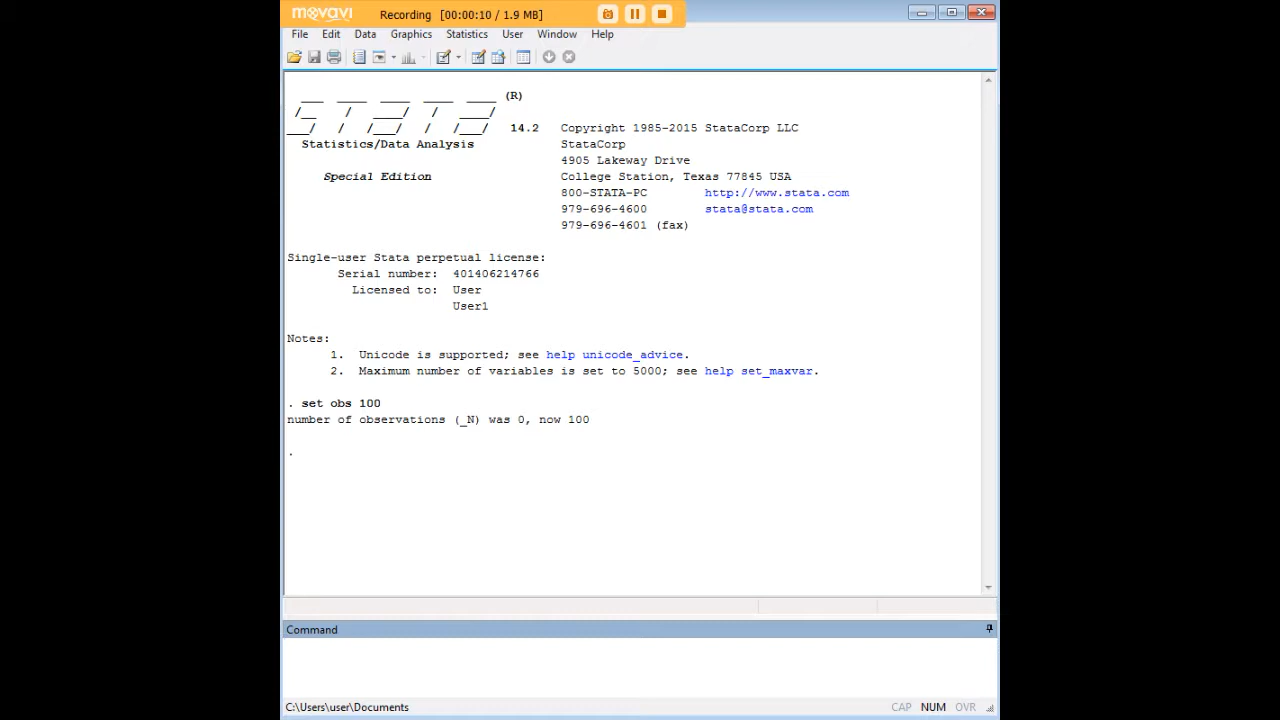 movavi Recording [00:00:10 / 1.9 MB]
File Edit Data Graphics Statistics User Window Help
(R)
STATA 14.2 Copyright 1985-2015 StataCorp LLC
Statistics/Data Analysis StataCorp
4905 Lakeway Drive
Special Edition College Station, Texas 77845 USA
800-STATA-PC http://www.stata.com
979-696-4600 stata@stata.com
979-696-4601 (fax)
Single-user Stata perpetual license:
Serial number: 401406214766
Licensed to: User
User1
Notes:
1. Unicode is supported; see help unicode_advice.
2. Maximum number of variables is set to 5000; see help set_maxvar.
. set obs 100
number of observations (_N) was 0, now 100
.
Command
C:\Users\user\Documents CAP NUM OVR